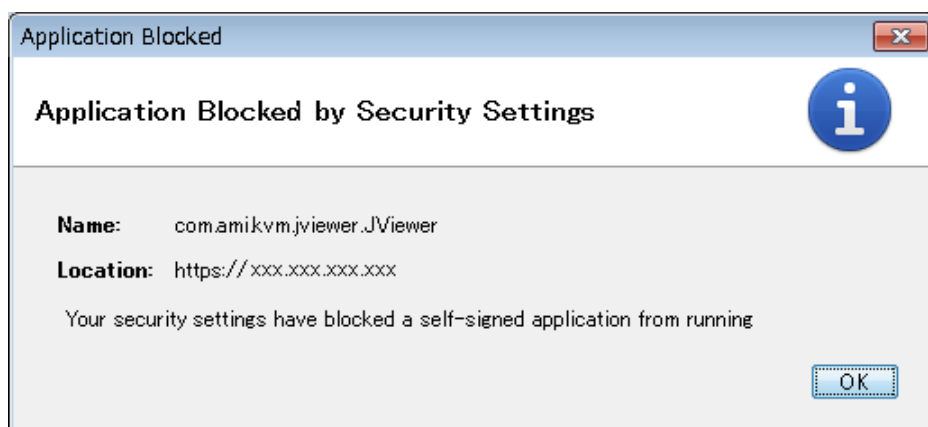 Application Blocked
Application Blocked by Security Settings
Name: com.ami.kvm.jviewer.JViewer
Location: https://xxx.xxx.xxx.xxx
Your security settings have blocked a self-signed application from running
OK